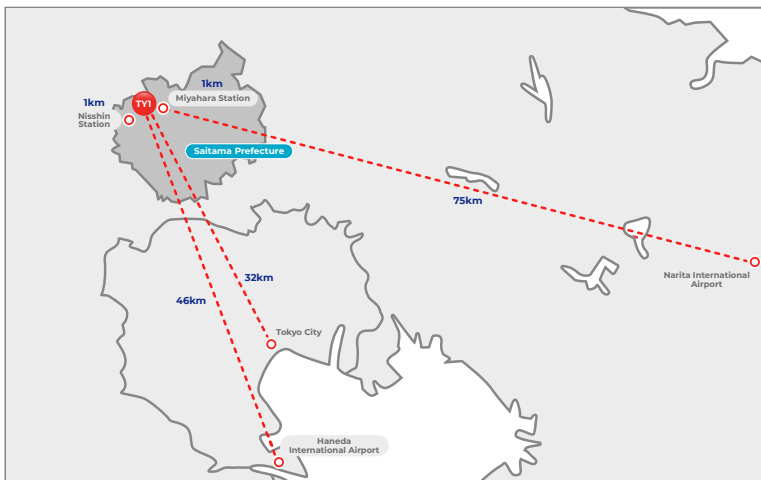 1km
Miyahara Station
1km
TY1
Nisshin
Station
Saitama Prefecture
75km
Narita International
Airport
32km
46km
Tokyo City
Haneda
International Airport